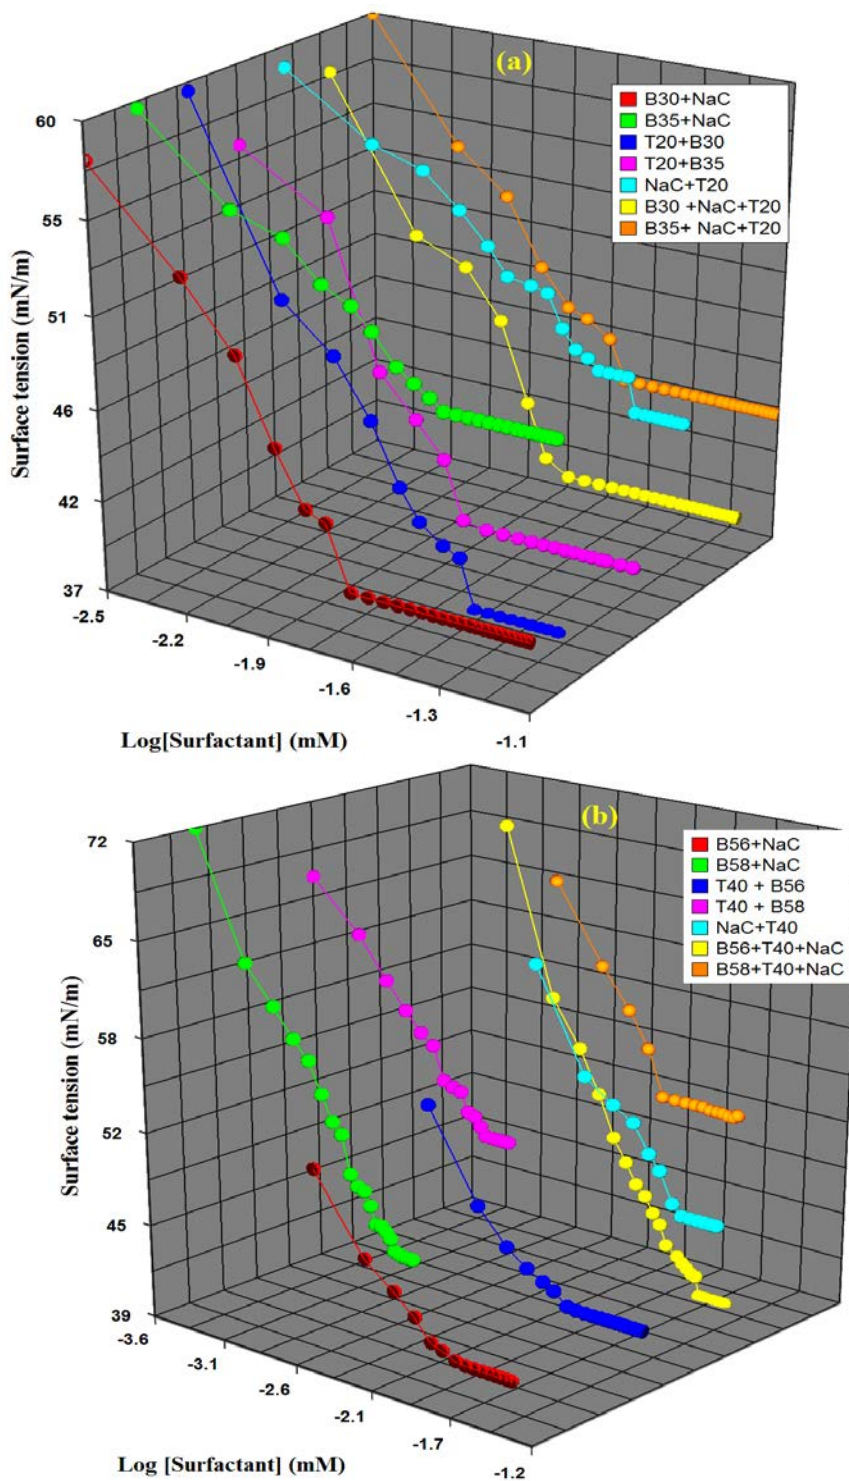 (a)
B30+NaC
B35+NaC
T20+B30
T20+B35
NaC+T20
B30 +NaC+T20
B35+ NaC+T20
60
55
51
46
42
37
Surface tension (mN/m)
-2.5
-2.2
-1.9
-1.6
-1.3
-1.1
Log[Surfactant] (mM)
(b)
B56+NaC
B58+NaC
T40 + B56
T40 + B58
NaC+T40
B56+T40+NaC
B58+T40+NaC
72
65
58
52
45
39
Surface tension (mN/m)
-3.6
-3.1
-2.6
-2.1
-1.7
-1.2
Log [Surfactant] (mM)